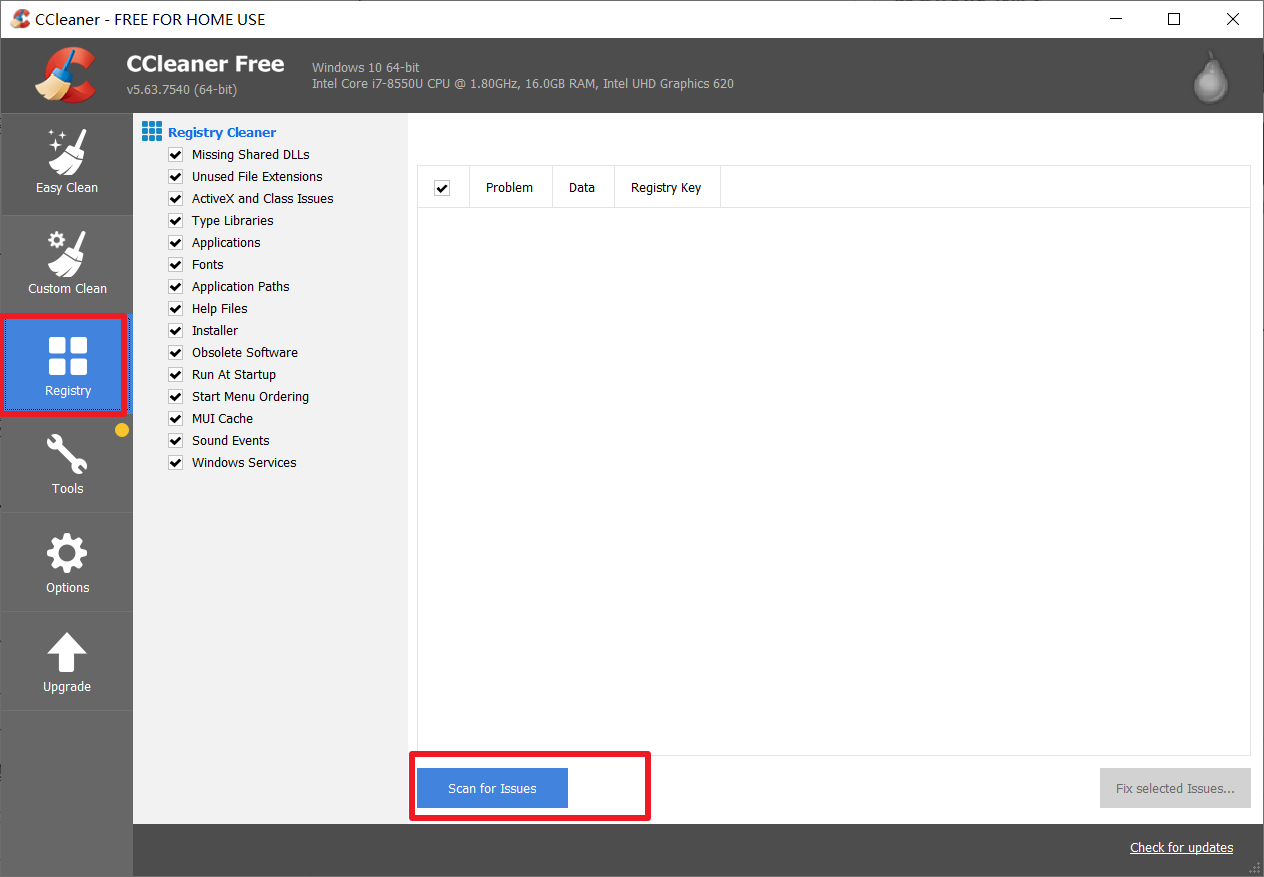 CCleaner - FREE FOR HOME USE
CCleaner Free
v5.63.7540 (64-bit)
Windows 10 64-bit
Intel Core i7-8550U CPU @ 1.80GHz, 16.0GB RAM, Intel UHD Graphics 620
Easy Clean
Custom Clean
Registry
Tools
Options
Upgrade
Registry Cleaner
Missing Shared DLLs
Unused File Extensions
ActiveX and Class Issues
Type Libraries
Applications
Fonts
Application Paths
Help Files
Installer
Obsolete Software
Run At Startup
Start Menu Ordering
MUI Cache
Sound Events
Windows Services
Problem Data Registry Key
Scan for Issues
Fix selected Issues...
Check for updates